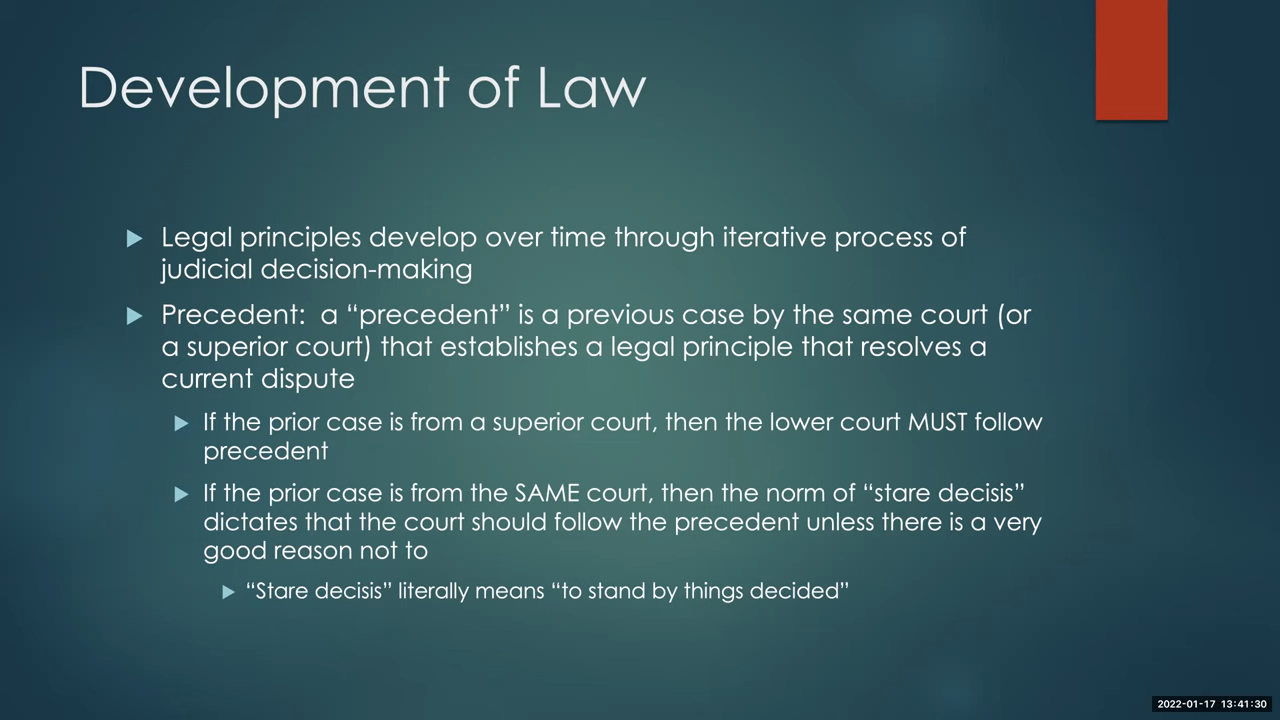 Development of Law
Legal principles develop over time through iterative process of
judicial decision-making
Precedent:  a “precedent” is a previous case by the same court (or
a superior court) that establishes a legal principle that resolves a
current dispute
If the prior case is from a superior court, then the lower court MUST follow
precedent
If the prior case is from the SAME court, then the norm of “stare decisis”
dictates that the court should follow the precedent unless there is a very
good reason not to
“Stare decisis” literally means “to stand by things decided”
2022-01-17 13:41:30